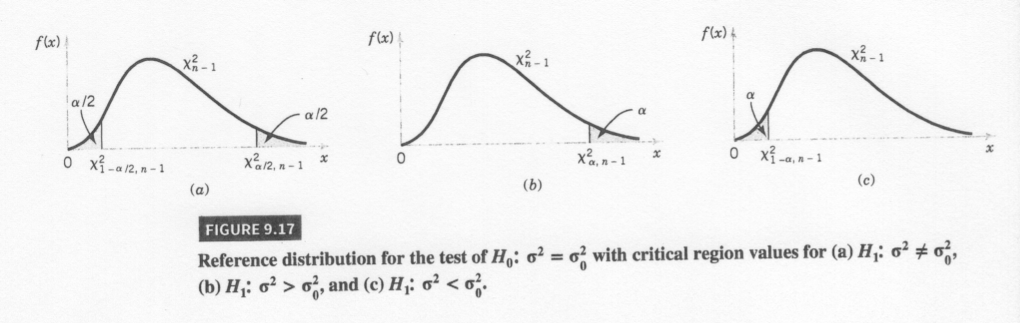 f(x)
χ²ₙ₋₁
α/2
α/2
0
χ²₁₋α/2, n−1
χ²α/2, n−1
x
(a)
f(x)
χ²ₙ₋₁
α
0
χ²α, n−1
x
(b)
f(x)
χ²ₙ₋₁
α
0
χ²₁₋α, n−1
x
(c)
FIGURE 9.17
Reference distribution for the test of H₀: σ² = σ₀² with critical region values for (a) H₁: σ² ≠ σ₀²,
(b) H₁: σ² > σ₀², and (c) H₁: σ² < σ₀².